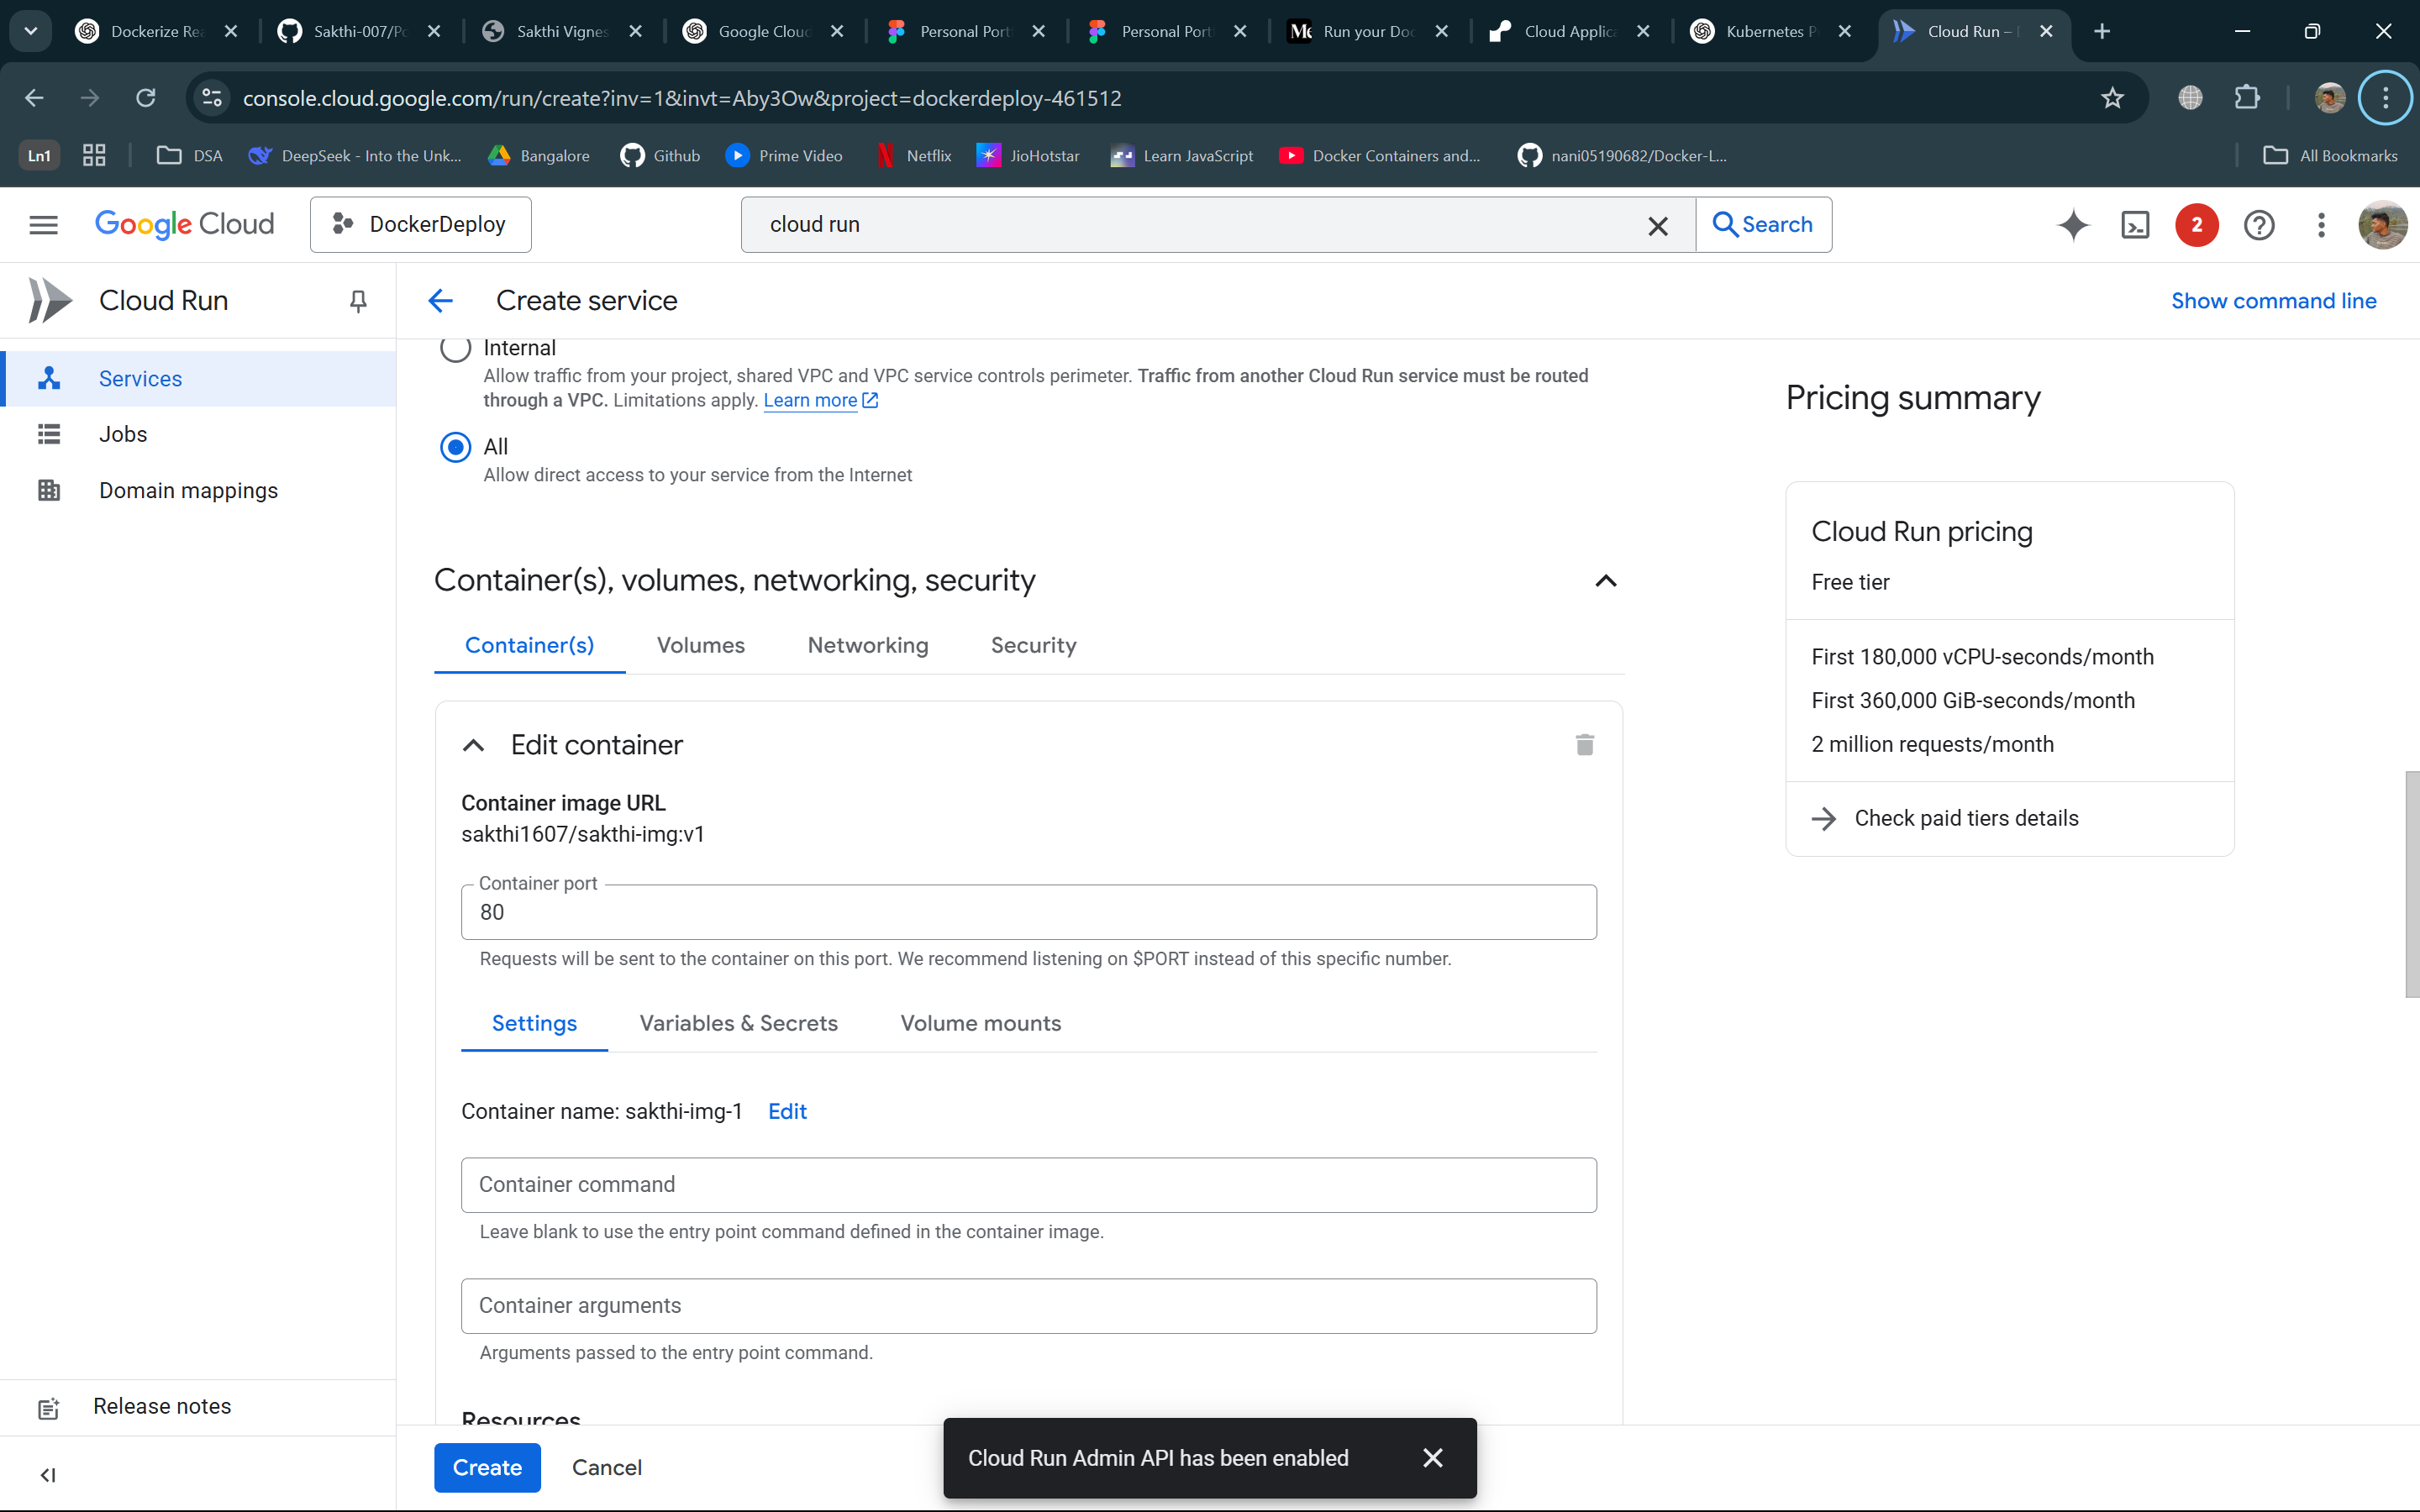 Dockerize Rea
Sakthi-007/Po
Sakthi Vignes
Google Cloud
Personal Port
Personal Port
Run your Doc
Cloud Applica
Kubernetes P
Cloud Run –
console.cloud.google.com/run/create?inv=1&invt=Aby3Ow&project=dockerdeploy-461512
Ln1
DSA
DeepSeek - Into the Unk...
Bangalore
Github
Prime Video
Netflix
JioHotstar
Learn JavaScript
Docker Containers and...
nani05190682/Docker-L...
All Bookmarks
Google Cloud
DockerDeploy
cloud run
Search
2
Cloud Run
Create service
Show command line
Services
Jobs
Domain mappings
Internal
Allow traffic from your project, shared VPC and VPC service controls perimeter. Traffic from another Cloud Run service must be routed
through a VPC. Limitations apply. Learn more
All
Allow direct access to your service from the Internet
Container(s), volumes, networking, security
Container(s)
Volumes
Networking
Security
Edit container
Container image URL
sakthi1607/sakthi-img:v1
Container port
80
Requests will be sent to the container on this port. We recommend listening on $PORT instead of this specific number.
Settings
Variables & Secrets
Volume mounts
Container name: sakthi-img-1 Edit
Container command
Leave blank to use the entry point command defined in the container image.
Container arguments
Arguments passed to the entry point command.
Resources
Pricing summary
Cloud Run pricing
Free tier
First 180,000 vCPU-seconds/month
First 360,000 GiB-seconds/month
2 million requests/month
Check paid tiers details
Release notes
Create
Cancel
Cloud Run Admin API has been enabled